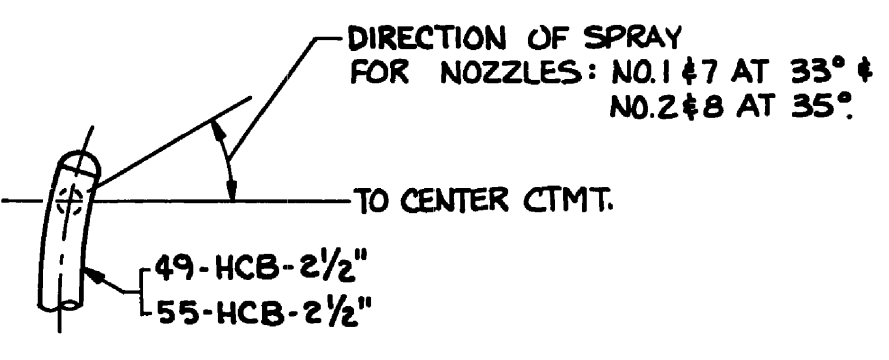 DIRECTION OF SPRAY
FOR NOZZLES: NO.1 & 7 AT 33° &
NO.2 & 8 AT 35°.
TO CENTER CTMT.
49-HCB-2½"
55-HCB-2½"